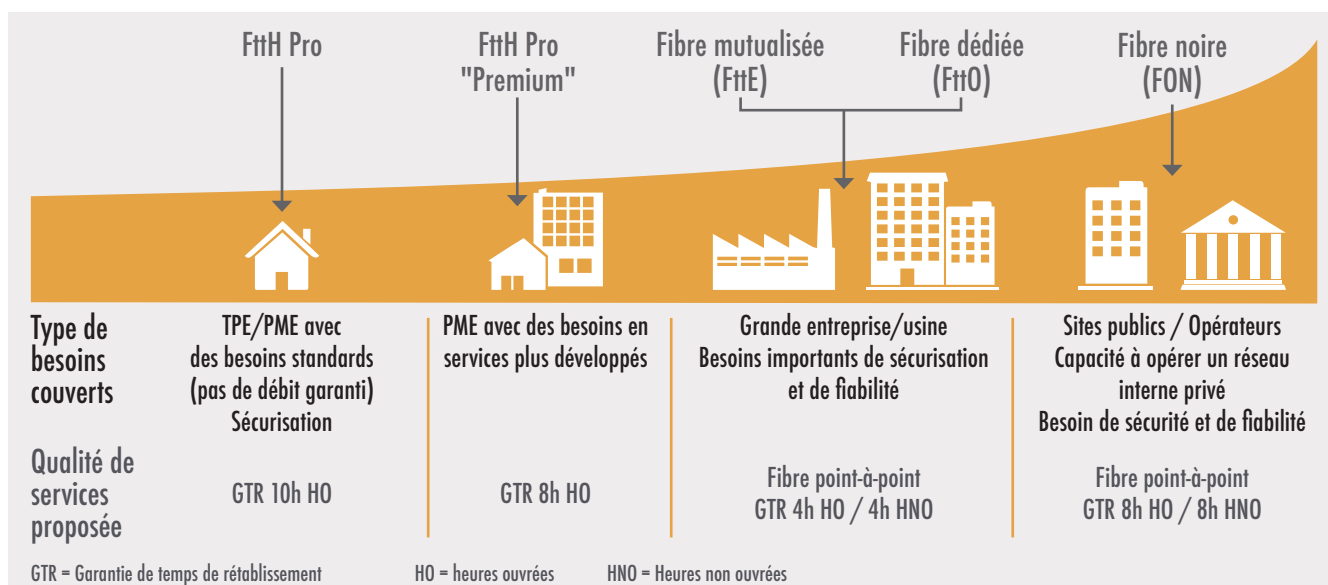 FttH Pro
FttH Pro
"Premium"
Fibre mutualisée
(FttE)
Fibre dédiée
(FttO)
Fibre noire
(FON)
Type de
besoins
couverts
TPE/PME avec
des besoins standards
(pas de débit garanti)
Sécurisation
PME avec des besoins en
services plus développés
Grande entreprise/usine
Besoins importants de sécurisation
et de fiabilité
Sites publics / Opérateurs
Capacité à opérer un réseau
interne privé
Besoin de sécurité et de fiabilité
Qualité de
services
proposée
GTR 10h HO
GTR 8h HO
Fibre point-à-point
GTR 4h HO / 4h HNO
Fibre point-à-point
GTR 8h HO / 8h HNO
GTR = Garantie de temps de rétablissement
HO = heures ouvrées
HNO = Heures non ouvrées